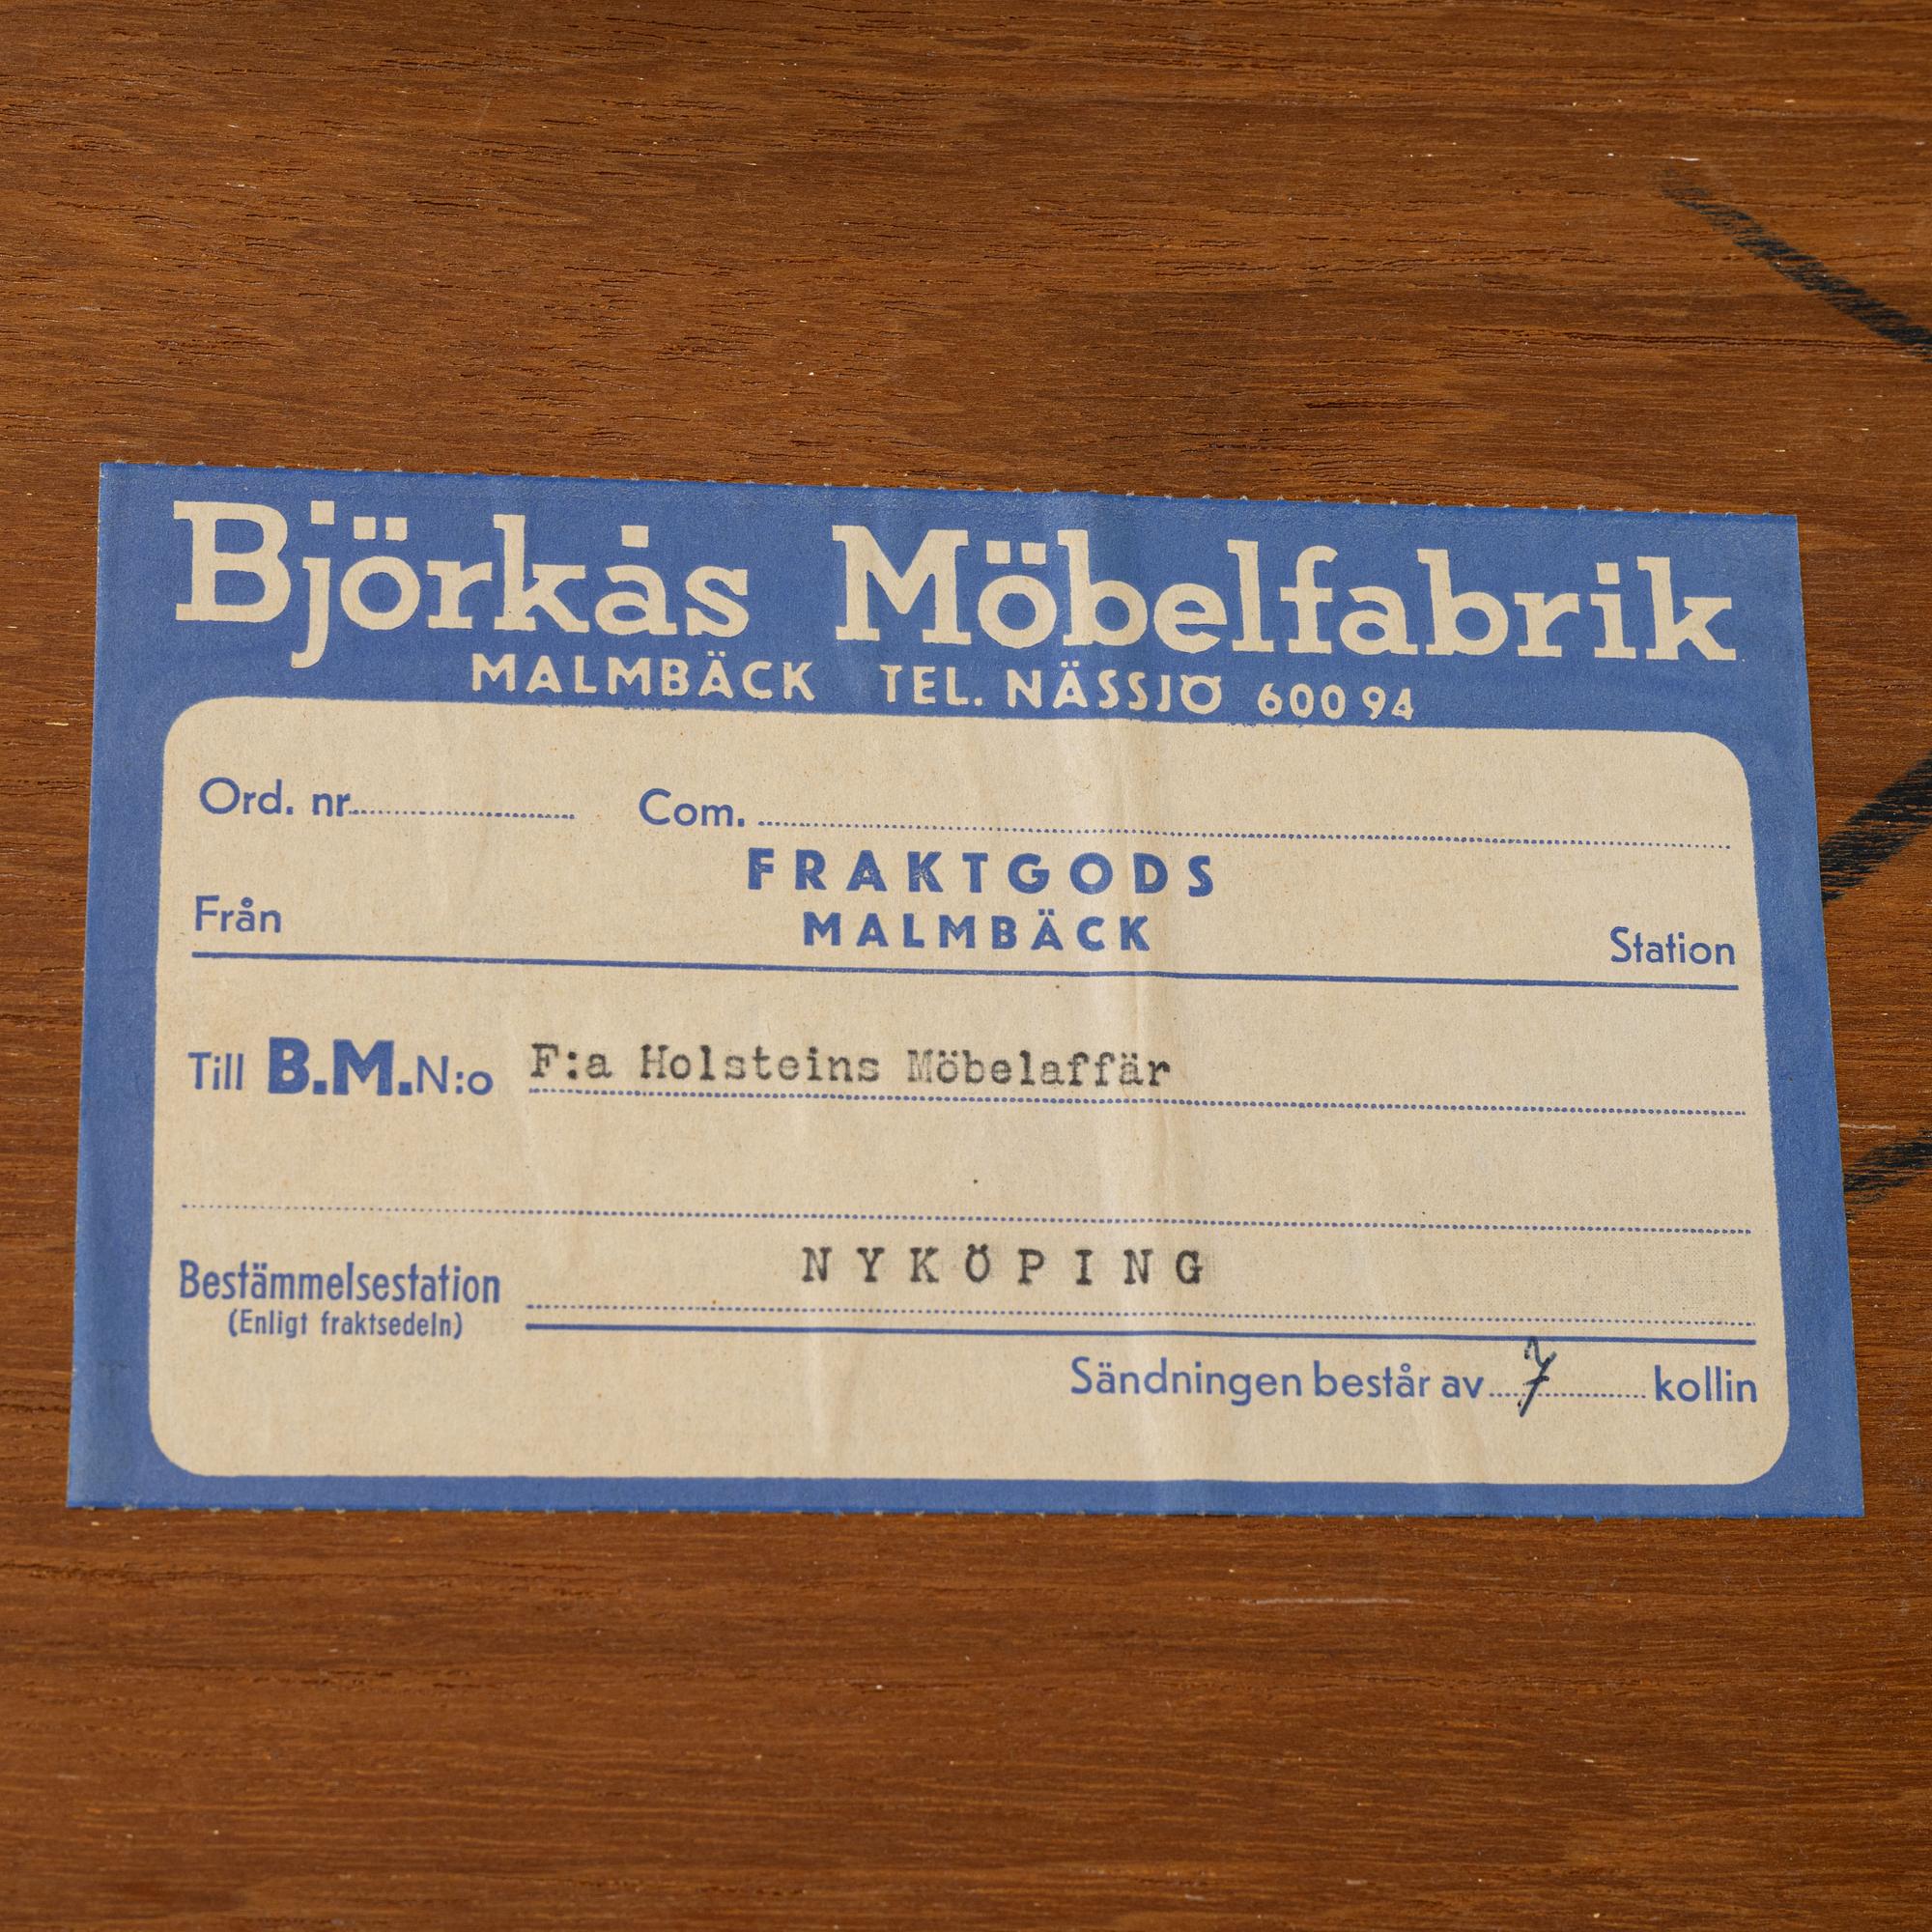 Björkås Möbelfabrik
MALMBÄCK TEL. NÄSSJÖ 600 94
Ord. nr. Com.
FRAKTGODS
Från MALMBÄCK Station
Till B.M. N:o F:a Holsteins Möbelaffär
Bestämmelsestation NYKÖPING
(Enligt fraktsedeln)
Sändningen består av 7 kollin